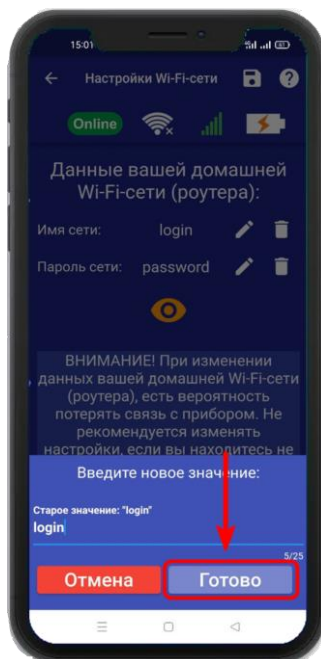 15:01
Настройки Wi-Fi-сети
Online
Данные вашей домашней
Wi-Fi-сети (роутера):
Имя сети: login
Пароль сети: password
ВНИМАНИЕ! При изменении
данных вашей домашней Wi-Fi-сети
(роутера), есть вероятность
потерять связь с прибором. Не
рекомендуется изменять
настройки, если вы находитесь не
Введите новое значение:
Старое значение: "login"
login
5/25
Отмена Готово